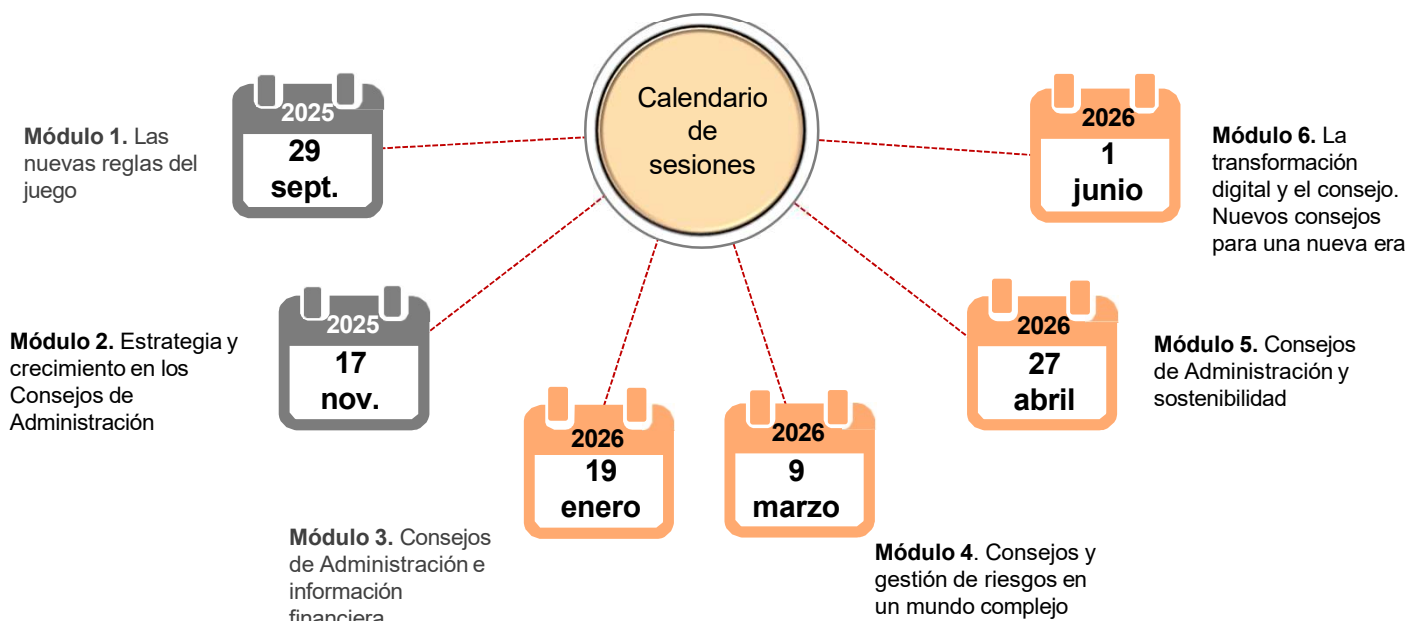 Calendario
de
sesiones
2025
29
sept.
Módulo 1. Las
nuevas reglas del
juego
2025
17
nov.
Módulo 2. Estrategia y
crecimiento en los
Consejos de
Administración
2026
19
enero
Módulo 3. Consejos
de Administración e
información
financiera
2026
9
marzo
Módulo 4. Consejos y
gestión de riesgos en
un mundo complejo
2026
27
abril
Módulo 5. Consejos
de Administración y
sostenibilidad
2026
1
junio
Módulo 6. La
transformación
digital y el consejo.
Nuevos consejos
para una nueva era